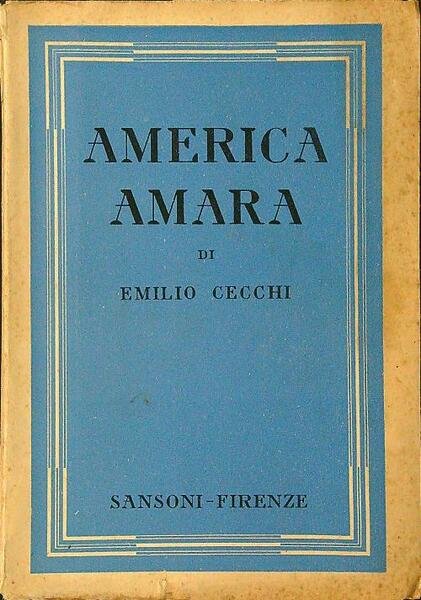 AMERICA
AMARA
DI
EMILIO CECCHI
SANSONI-FIRENZE